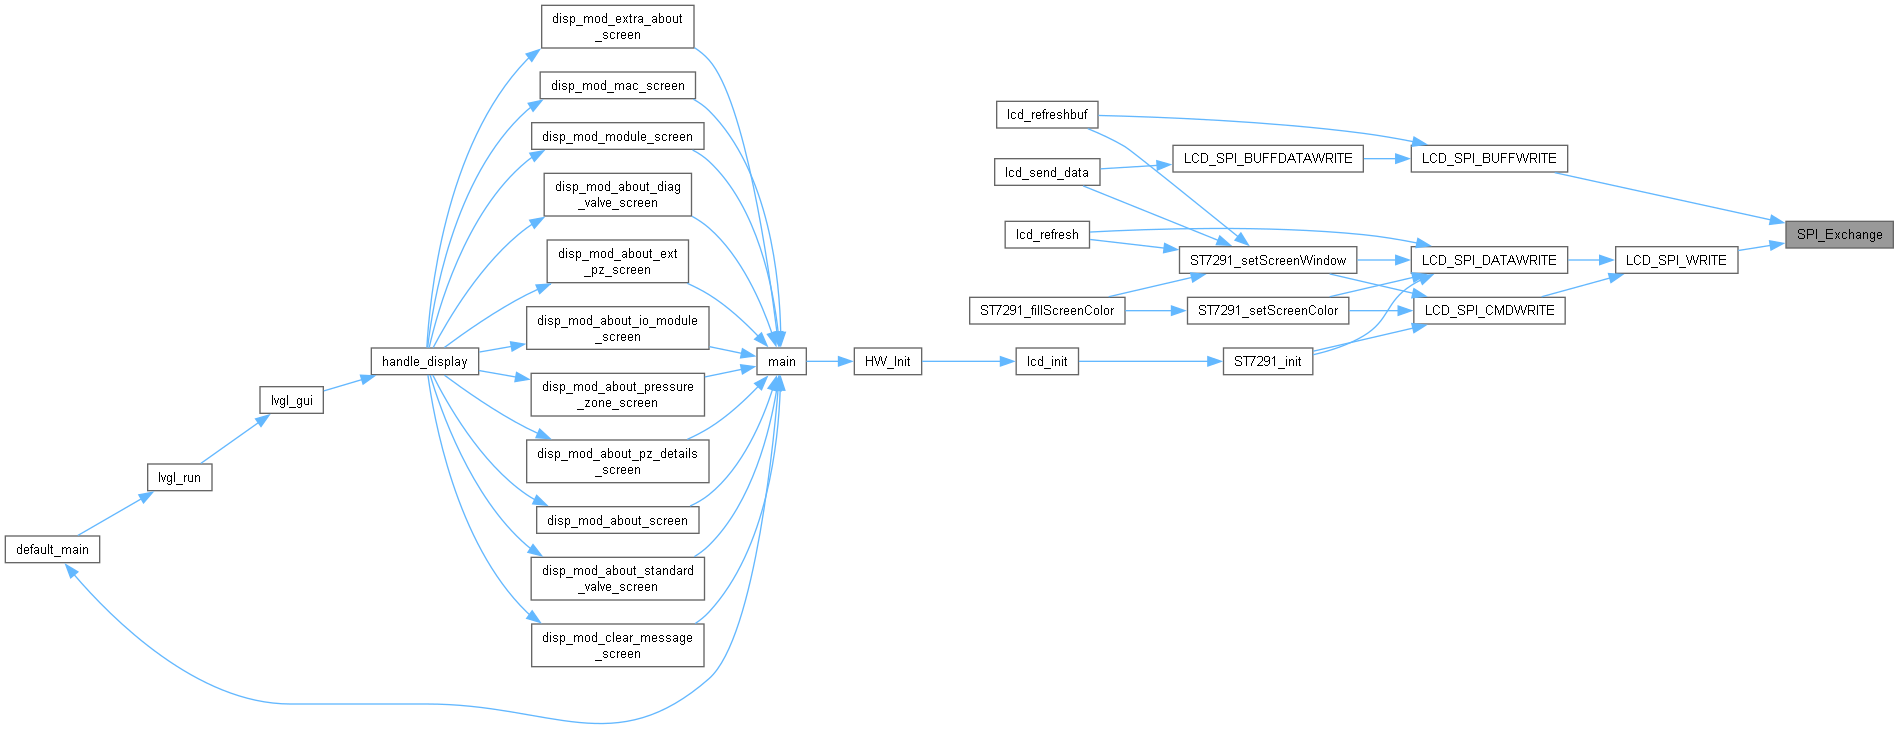 disp_mod_extra_about
_screen
disp_mod_mac_screen
disp_mod_module_screen
disp_mod_about_diag
_valve_screen
disp_mod_about_ext
_pz_screen
disp_mod_about_io_module
_screen
handle_display
disp_mod_about_pressure
_zone_screen
disp_mod_about_pz_details
_screen
disp_mod_about_screen
disp_mod_about_standard
_valve_screen
disp_mod_clear_message
_screen
lvgl_gui
lvgl_run
default_main
main
HW_Init
lcd_init
ST7291_init
lcd_refreshbuf
LCD_SPI_BUFFDATAWRITE
LCD_SPI_BUFFWRITE
lcd_send_data
lcd_refresh
SPI_Exchange
ST7291_setScreenWindow
LCD_SPI_DATAWRITE
LCD_SPI_WRITE
ST7291_fillScreenColor
ST7291_setScreenColor
LCD_SPI_CMDWRITE